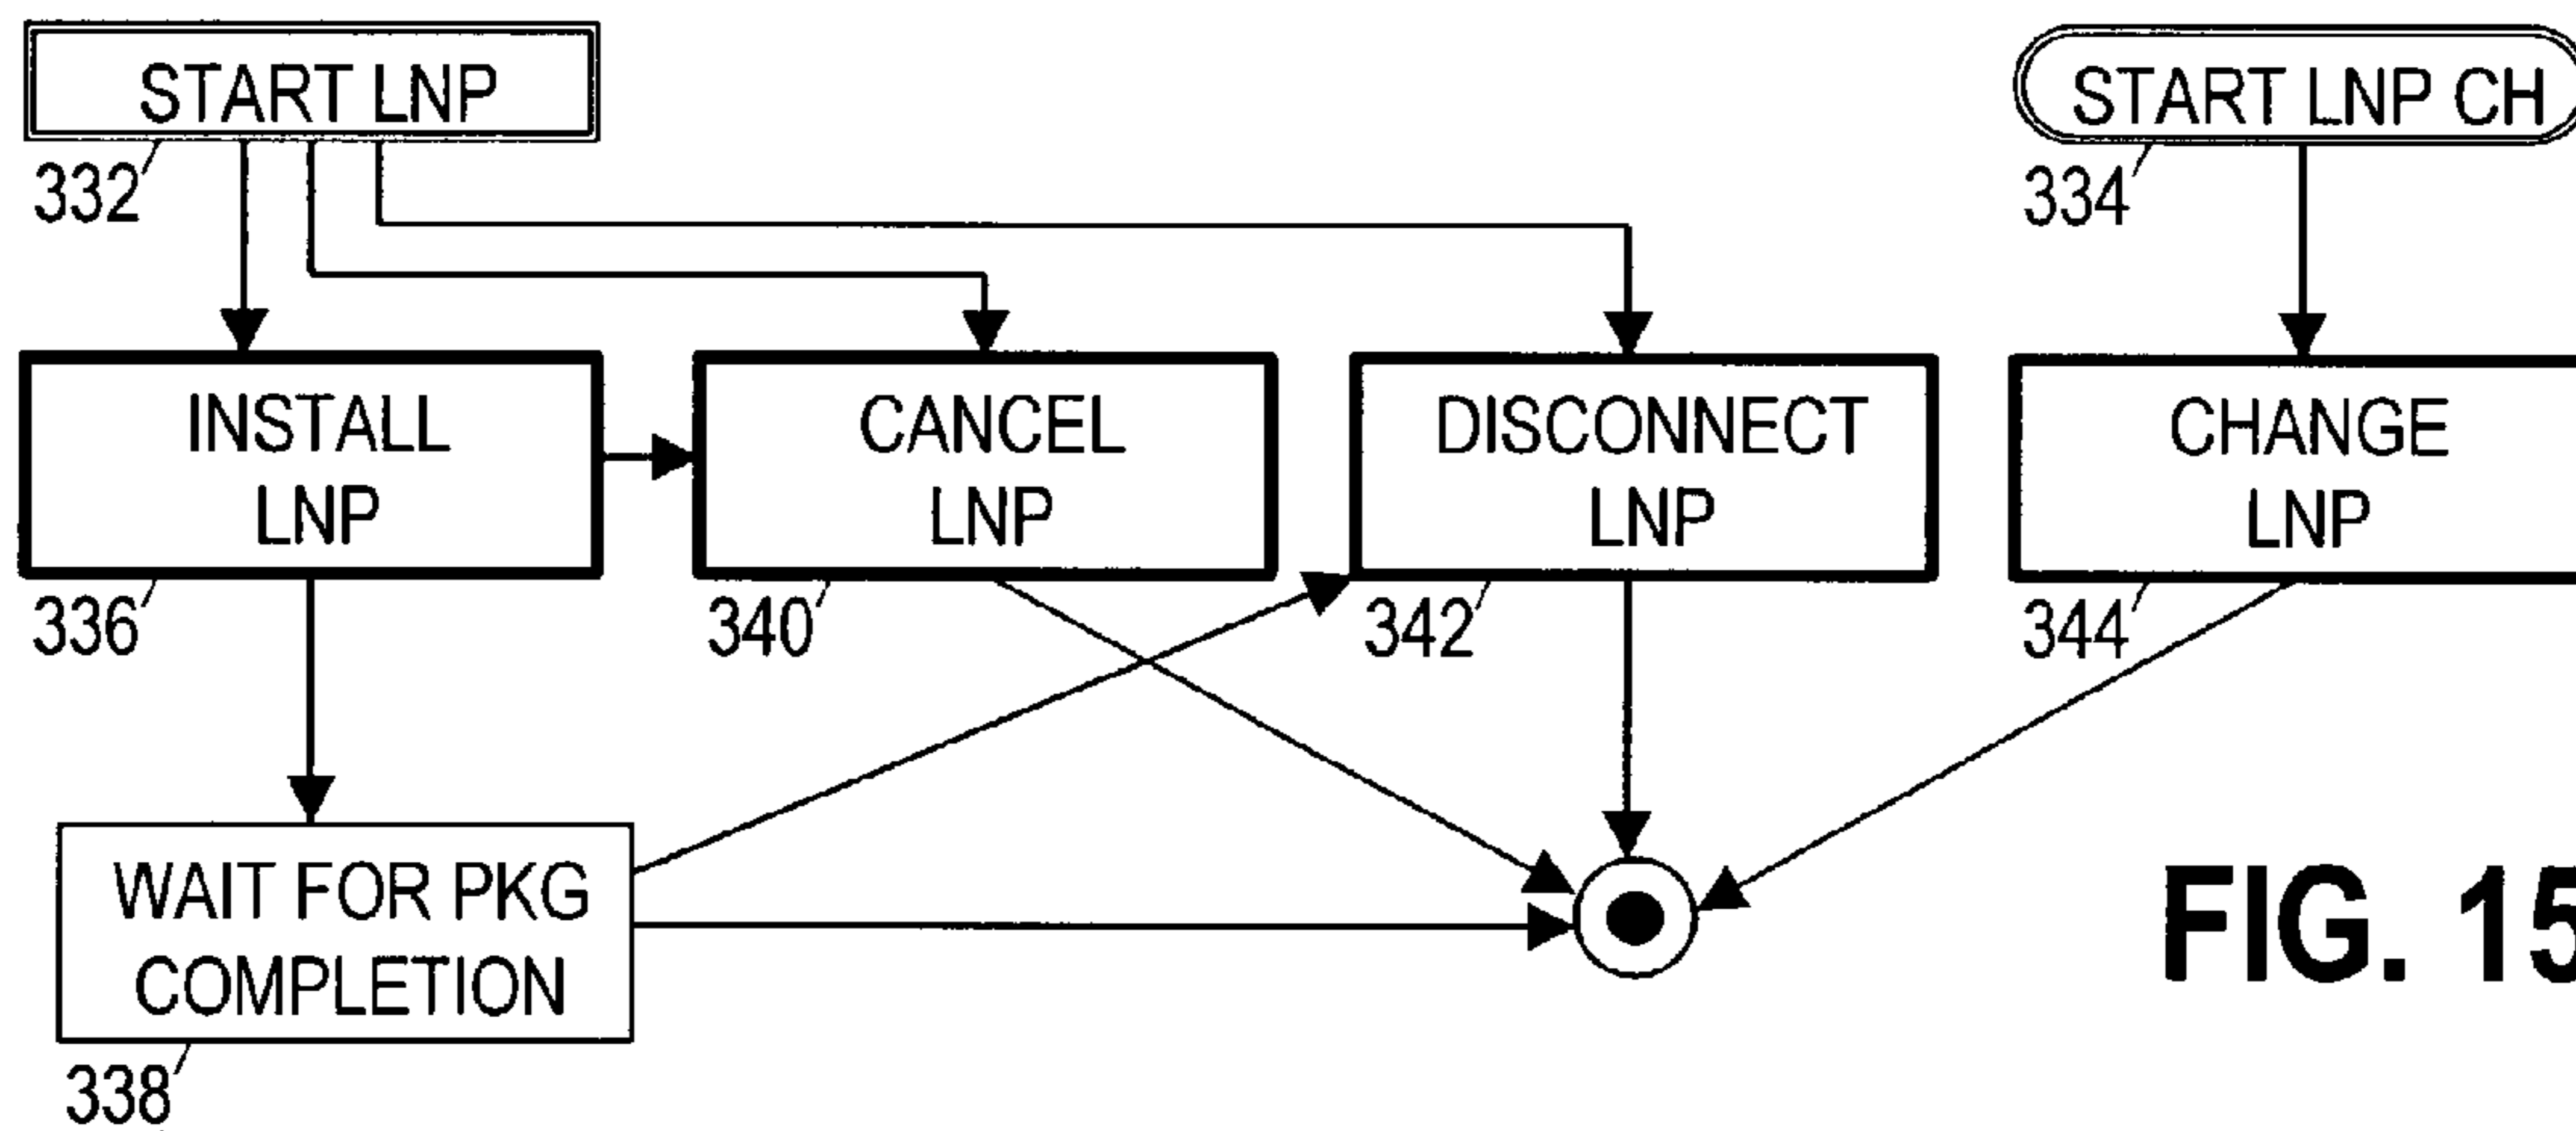 START LNP
START LNP CH
332
334
INSTALL
LNP
CANCEL
LNP
DISCONNECT
LNP
CHANGE
LNP
336
340
342
344
WAIT FOR PKG
COMPLETION
338
FIG. 15